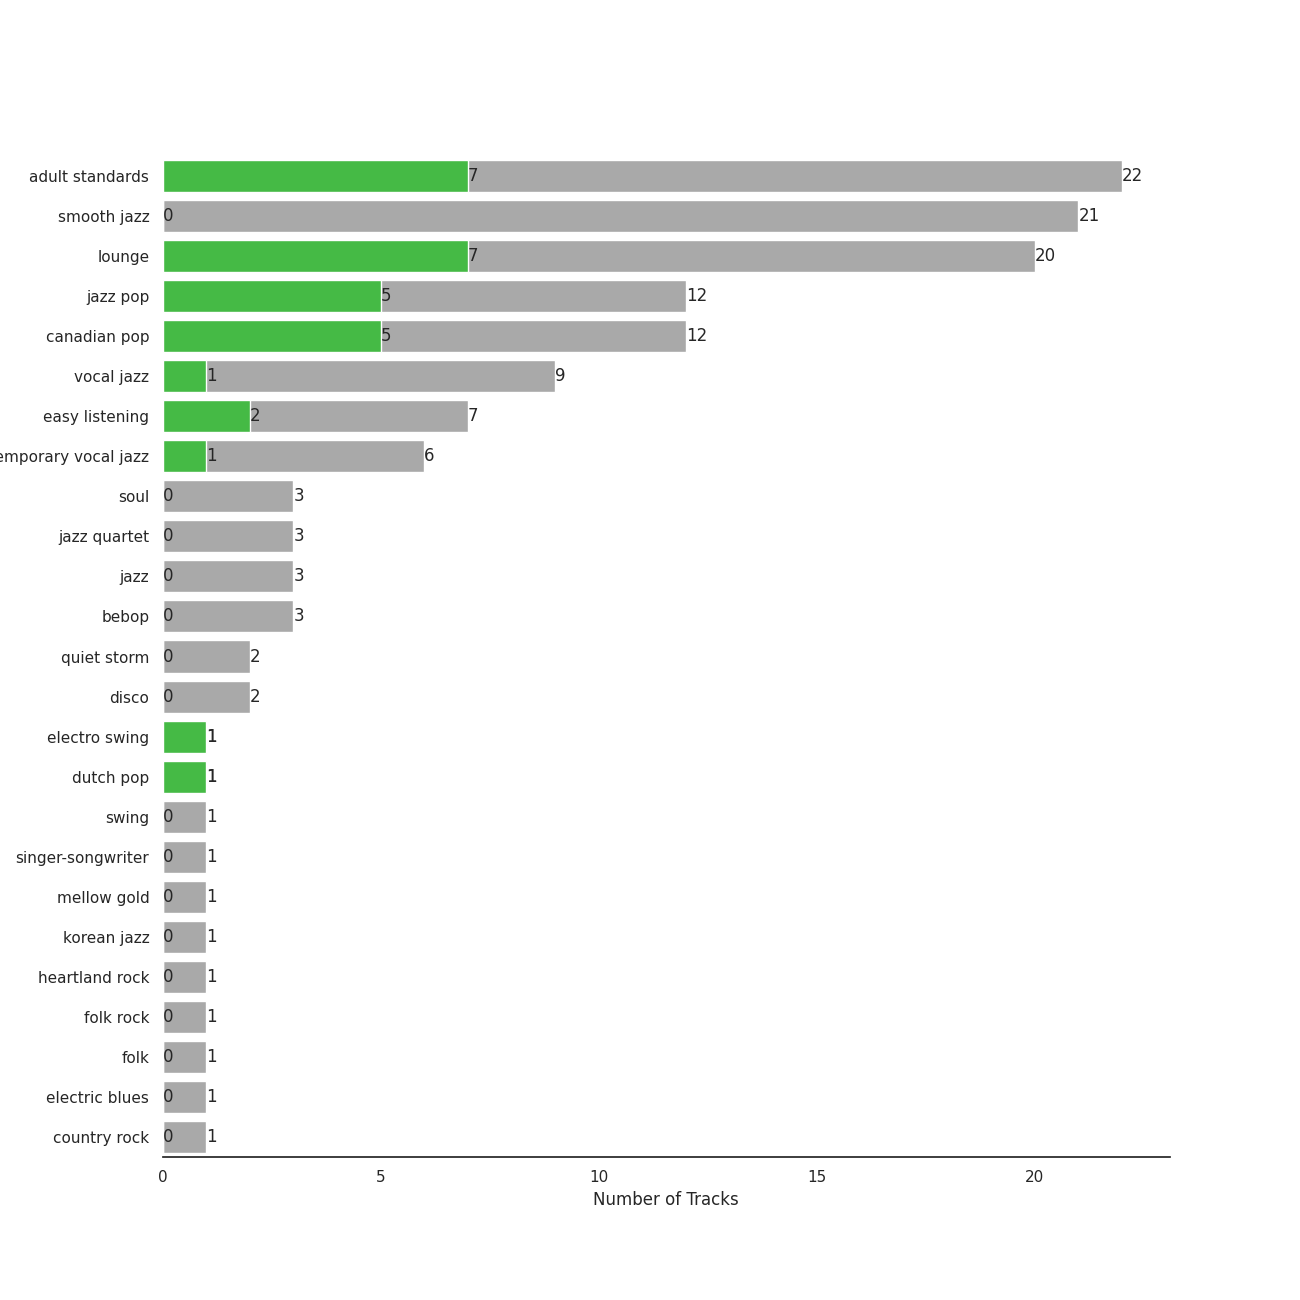 adult standards 7 22
smooth jazz 0 21
lounge 7 20
jazz pop 5 12
canadian pop 5 12
vocal jazz 1 9
easy listening 2 7
emporary vocal jazz 1 6
soul 0 3
jazz quartet 0 3
jazz 0 3
bebop 0 3
quiet storm 0 2
disco 0 2
electro swing 1
dutch pop 1
swing 0 1
singer-songwriter 0 1
mellow gold 0 1
korean jazz 0 1
heartland rock 0 1
folk rock 0 1
folk 0 1
electric blues 0 1
country rock 0 1
0 5 10 15 20
Number of Tracks